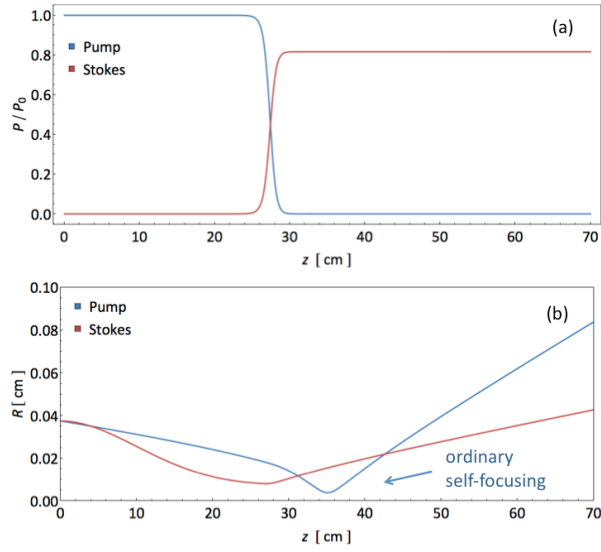 (a)
Pump
Stokes
P / P0
1.0
0.8
0.6
0.4
0.2
0.0
0 10 20 30 40 50 60 70
z [ cm ]
(b)
Pump
Stokes
R [ cm ]
0.10
0.08
0.06
0.04
0.02
0.00
ordinary
self-focusing
0 10 20 30 40 50 60 70
z [ cm ]